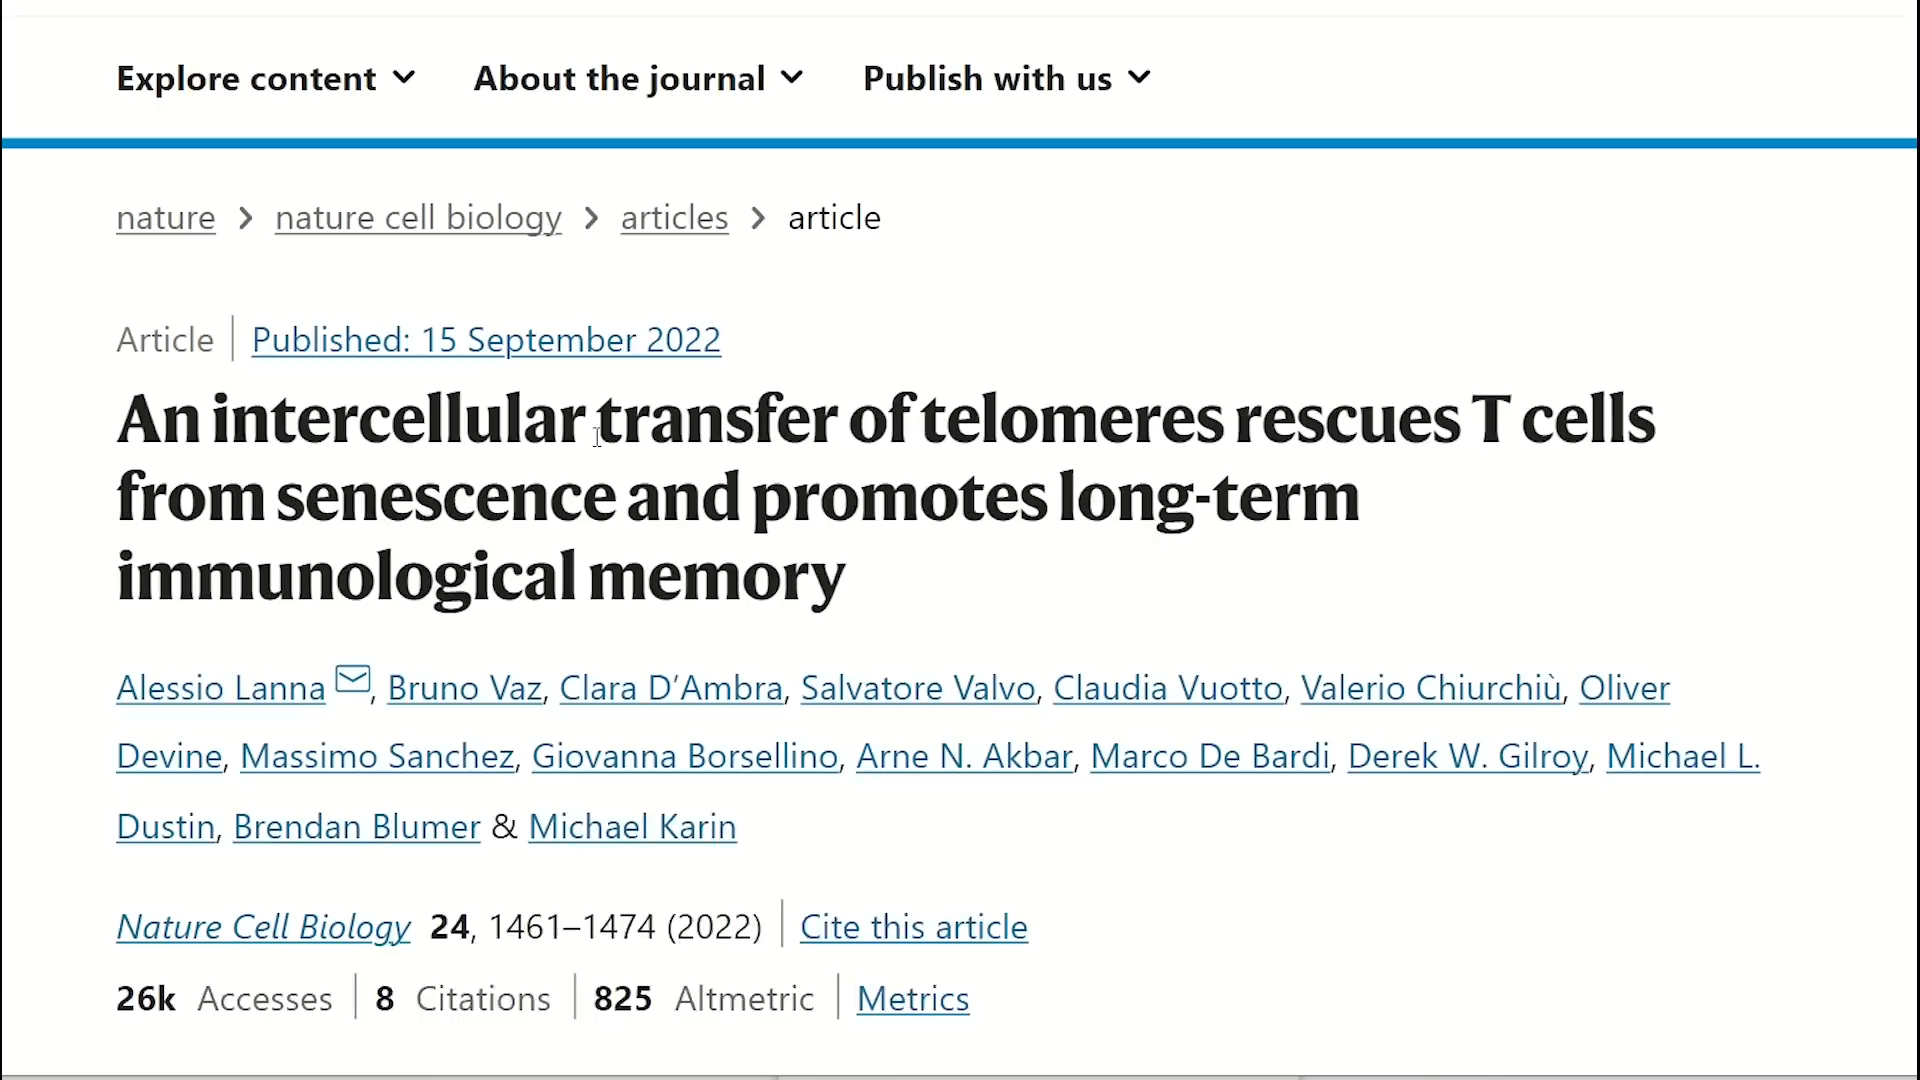 Explore content About the journal Publish with us
nature > nature cell biology > articles > article
Article | Published: 15 September 2022
An intercellular transfer of telomeres rescues T cells
from senescence and promotes long-term
immunological memory
Alessio Lanna, Bruno Vaz, Clara D’Ambra, Salvatore Valvo, Claudia Vuotto, Valerio Chiurchiù, Oliver
Devine, Massimo Sanchez, Giovanna Borsellino, Arne N. Akbar, Marco De Bardi, Derek W. Gilroy, Michael L.
Dustin, Brendan Blumer & Michael Karin
Nature Cell Biology 24, 1461–1474 (2022) | Cite this article
26k Accesses | 8 Citations | 825 Altmetric | Metrics